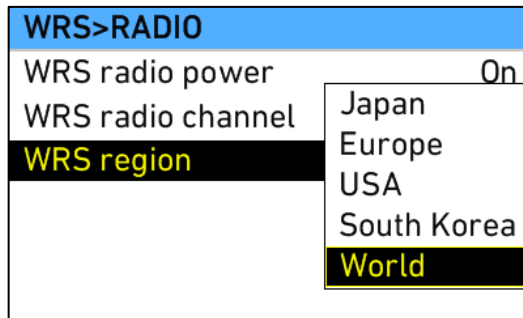 WRS>RADIO
WRS radio power On
WRS radio channel
WRS region
Japan
Europe
USA
South Korea
World